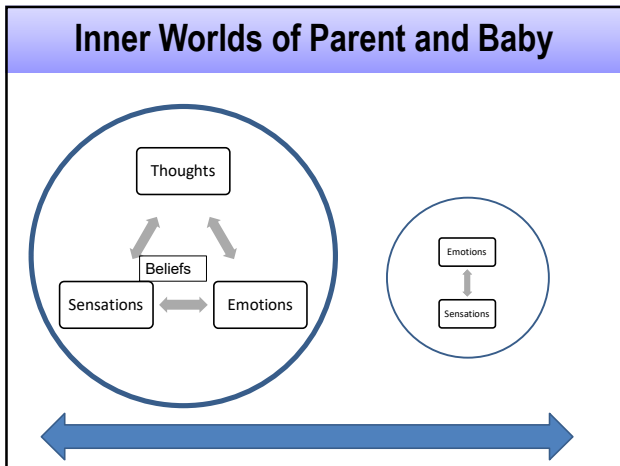 Inner Worlds of Parent and Baby
Thoughts
Beliefs
Sensations
Emotions
Emotions
Sensations